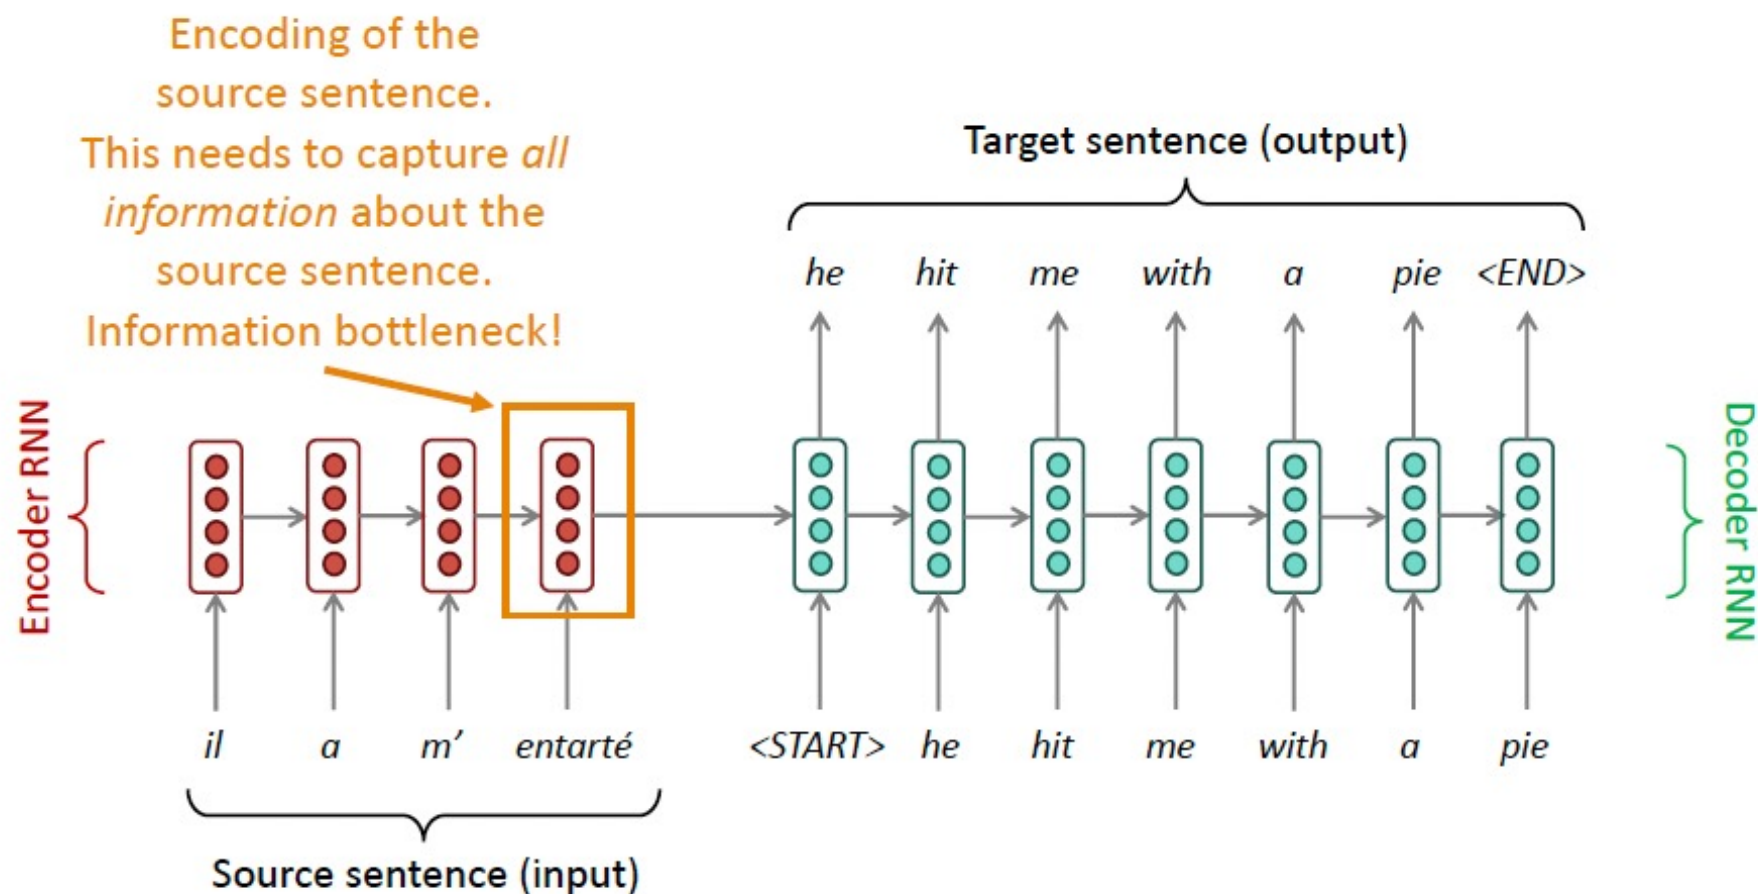 Encoding of the
source sentence.
This needs to capture all
information about the
source sentence.
Information bottleneck!
Target sentence (output)
he hit me with a pie <END>
Encoder RNN
Decoder RNN
il a m’ entarté <START> he hit me with a pie
Source sentence (input)